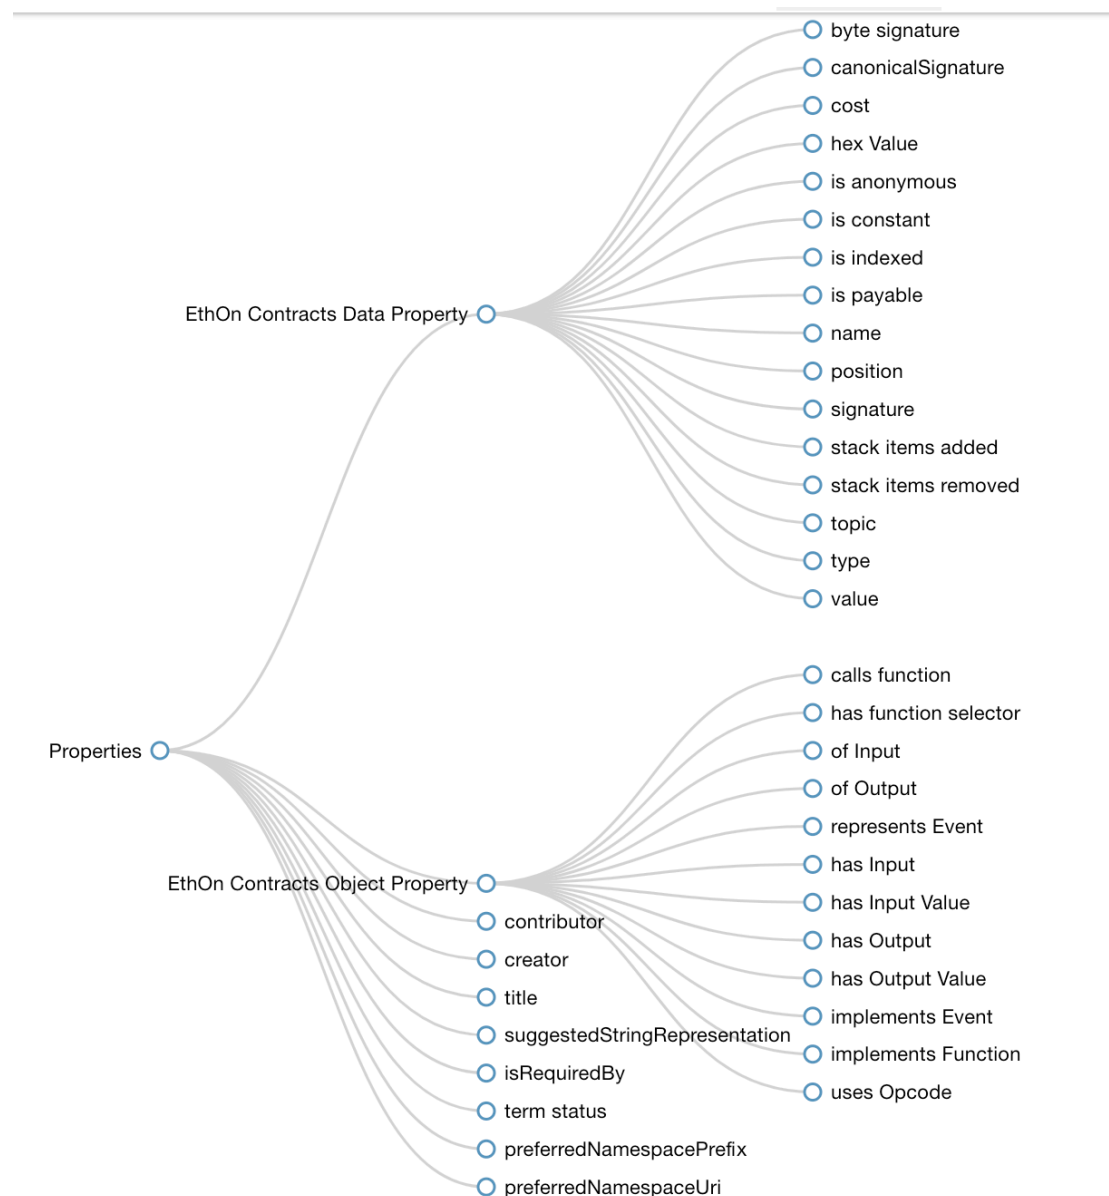 byte signature
canonicalSignature
cost
hex Value
is anonymous
is constant
is indexed
EthOn Contracts Data Property
is payable
name
position
signature
stack items added
stack items removed
topic
type
value
calls function
has function selector
Properties
of Input
of Output
represents Event
has Input
EthOn Contracts Object Property
has Input Value
contributor
has Output
creator
has Output Value
title
implements Event
suggestedStringRepresentation
implements Function
isRequiredBy
uses Opcode
term status
preferredNamespacePrefix
preferredNamespaceUri